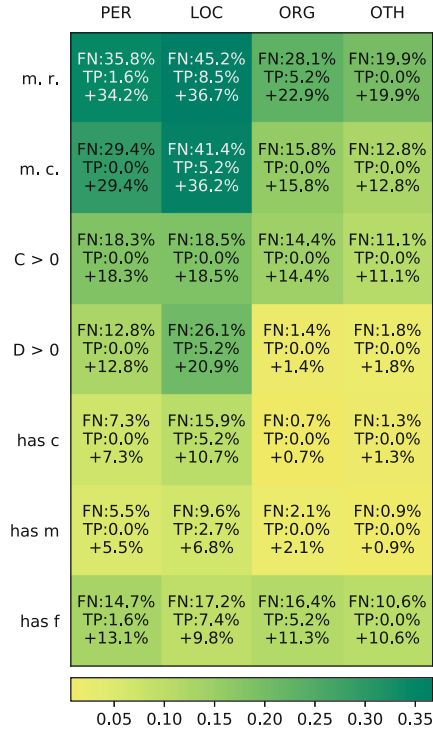 PER LOC ORG OTH
m. r.
FN:35.8% FN:45.2% FN:28.1% FN:19.9%
TP:1.6% TP:8.5% TP:5.2% TP:0.0%
+34.2% +36.7% +22.9% +19.9%
m. c.
FN:29.4% FN:41.4% FN:15.8% FN:12.8%
TP:0.0% TP:5.2% TP:0.0% TP:0.0%
+29.4% +36.2% +15.8% +12.8%
C > 0
FN:18.3% FN:18.5% FN:14.4% FN:11.1%
TP:0.0% TP:0.0% TP:0.0% TP:0.0%
+18.3% +18.5% +14.4% +11.1%
D > 0
FN:12.8% FN:26.1% FN:1.4% FN:1.8%
TP:0.0% TP:5.2% TP:0.0% TP:0.0%
+12.8% +20.9% +1.4% +1.8%
has c
FN:7.3% FN:15.9% FN:0.7% FN:1.3%
TP:0.0% TP:5.2% TP:0.0% TP:0.0%
+7.3% +10.7% +0.7% +1.3%
has m
FN:5.5% FN:9.6% FN:2.1% FN:0.9%
TP:0.0% TP:2.7% TP:0.0% TP:0.0%
+5.5% +6.8% +2.1% +0.9%
has f
FN:14.7% FN:17.2% FN:16.4% FN:10.6%
TP:1.6% TP:7.4% TP:5.2% TP:0.0%
+13.1% +9.8% +11.3% +10.6%
0.05 0.10 0.15 0.20 0.25 0.30 0.35